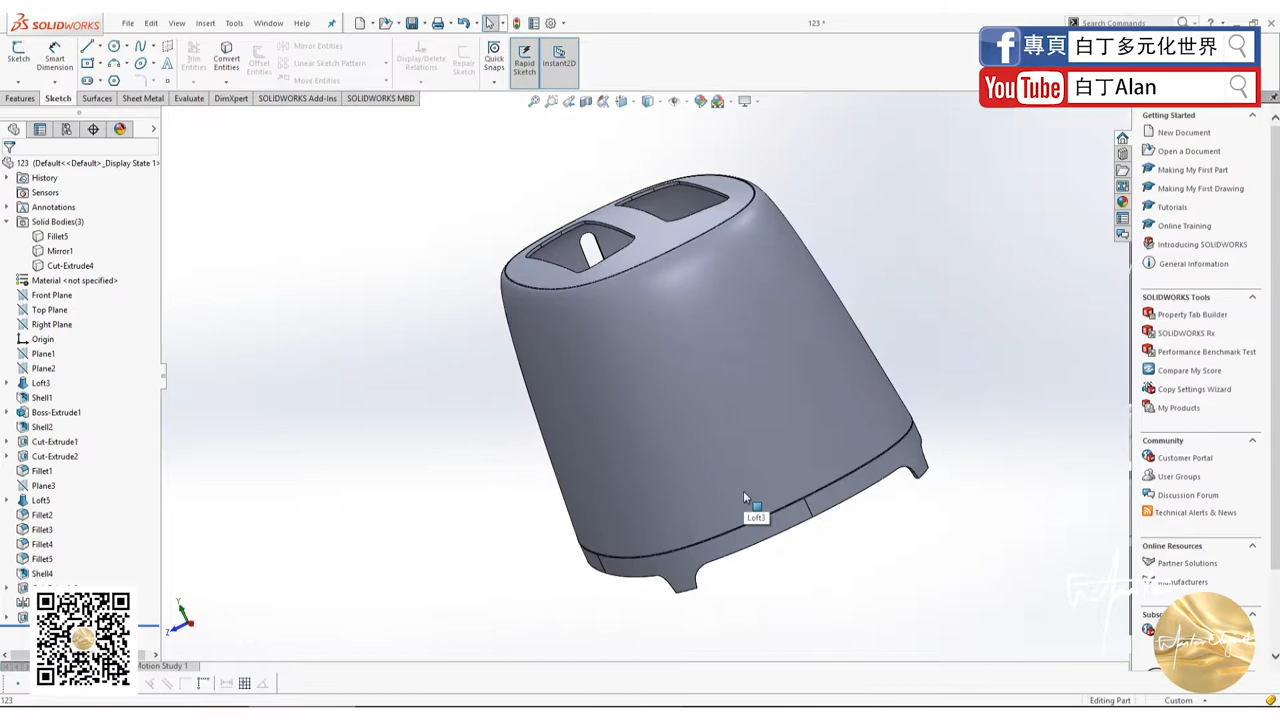 SOLIDWORKS
File
Edit
View
Insert
Tools
Window
Help
123 *
Search Commands
專頁 白丁多元化世界
YouTube 白丁Alan
Sketch
Smart Dimension
Trim Entities
Convert Entities
Offset Entities
Mirror Entities
Linear Sketch Pattern
Move Entities
Display/Delete Relations
Repair Sketch
Quick Snaps
Rapid Sketch
Instant2D
Features
Sketch
Surfaces
Sheet Metal
Evaluate
DimXpert
SOLIDWORKS Add-Ins
SOLIDWORKS MBD
123 (Default<<Default>_Display State 1>
History
Sensors
Annotations
Solid Bodies(3)
Fillet5
Mirror1
Cut-Extrude4
Material <not specified>
Front Plane
Top Plane
Right Plane
Origin
Plane1
Plane2
Loft3
Shell1
Boss-Extrude1
Shell2
Cut-Extrude1
Cut-Extrude2
Fillet1
Plane3
Loft5
Fillet2
Fillet3
Fillet4
Fillet5
Shell4
Loft3
Y
Z
Getting Started
New Document
Open a Document
Making My First Part
Making My First Drawing
Tutorials
Online Training
Introducing SOLIDWORKS
General Information
SOLIDWORKS Tools
Property Tab Builder
SOLIDWORKS Rx
Performance Benchmark Test
Compare My Score
Copy Settings Wizard
My Products
Community
Customer Portal
User Groups
Discussion Forum
Technical Alerts & News
Online Resources
Partner Solutions
Manufacturers
Motion Study 1
123
Editing Part
Custom